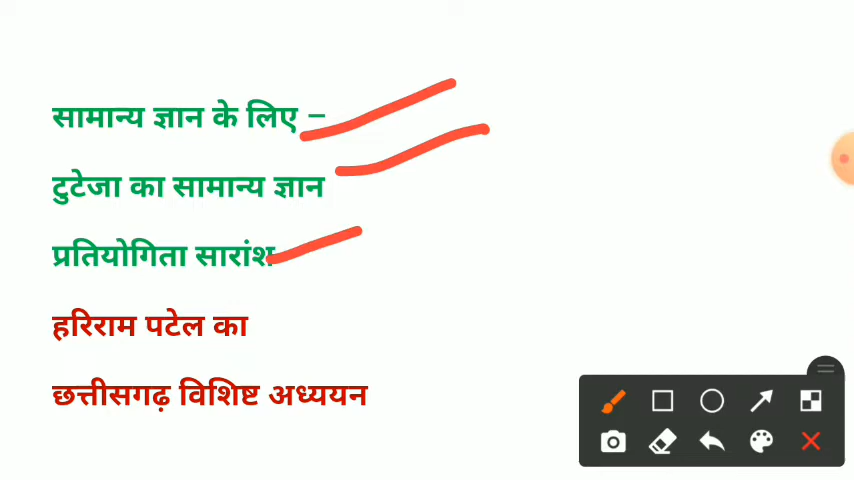 सामान्य ज्ञान के लिए –
टुटेजा का सामान्य ज्ञान
प्रतियोगिता सारांश
हरिराम पटेल का
छत्तीसगढ़ विशिष्ट अध्ययन